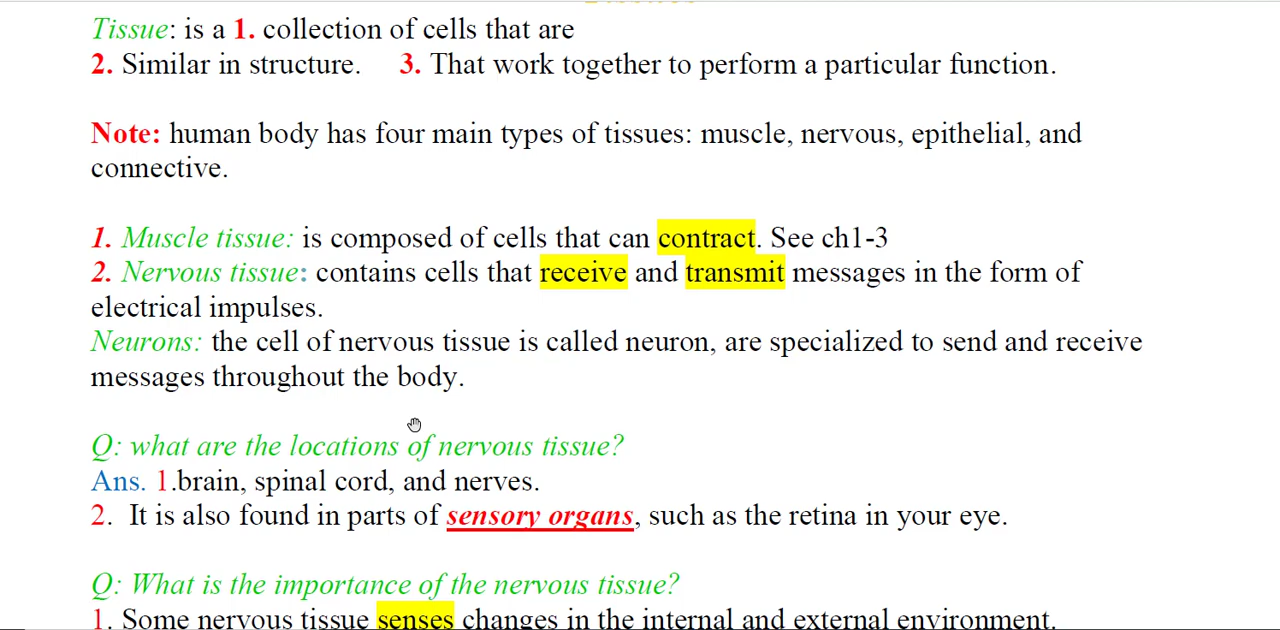 Tissue: is a 1. collection of cells that are
2. Similar in structure. 3. That work together to perform a particular function.
Note: human body has four main types of tissues: muscle, nervous, epithelial, and
connective.
1. Muscle tissue: is composed of cells that can contract. See ch1-3
2. Nervous tissue: contains cells that receive and transmit messages in the form of
electrical impulses.
Neurons: the cell of nervous tissue is called neuron, are specialized to send and receive
messages throughout the body.
Q: what are the locations of nervous tissue?
Ans. 1.brain, spinal cord, and nerves.
2. It is also found in parts of sensory organs, such as the retina in your eye.
Q: What is the importance of the nervous tissue?
1. Some nervous tissue senses changes in the internal and external environment.